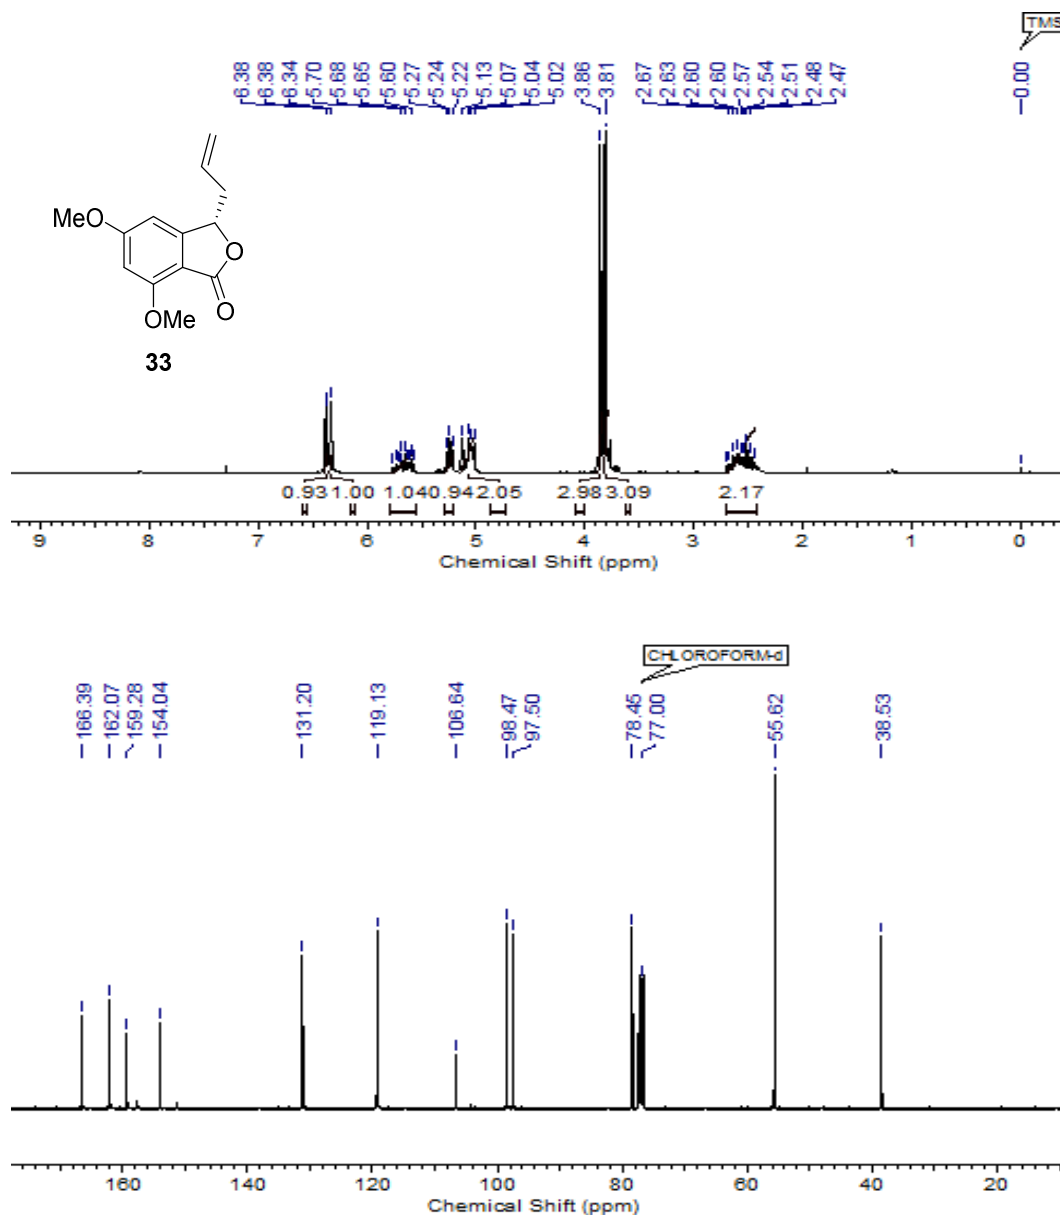 TMS
6.38 6.38 6.34 5.70 5.68 5.65 5.60 5.27 5.24 5.22 5.13 5.07 5.04 5.02 3.86 3.81 2.67 2.63 2.60 2.60 2.57 2.54 2.51 2.48 2.47 -0.00
MeO
O
O
OMe
33
0.93 1.00 1.04 0.94 2.05 2.98 3.09 2.17
9 8 7 6 5 4 3 2 1 0
Chemical Shift (ppm)
CHLOROFORM-d
166.39 162.07 159.28 154.04 131.20 119.13 106.64 98.47 97.50 78.45 77.00 55.62 38.53
160 140 120 100 80 60 40 20
Chemical Shift (ppm)